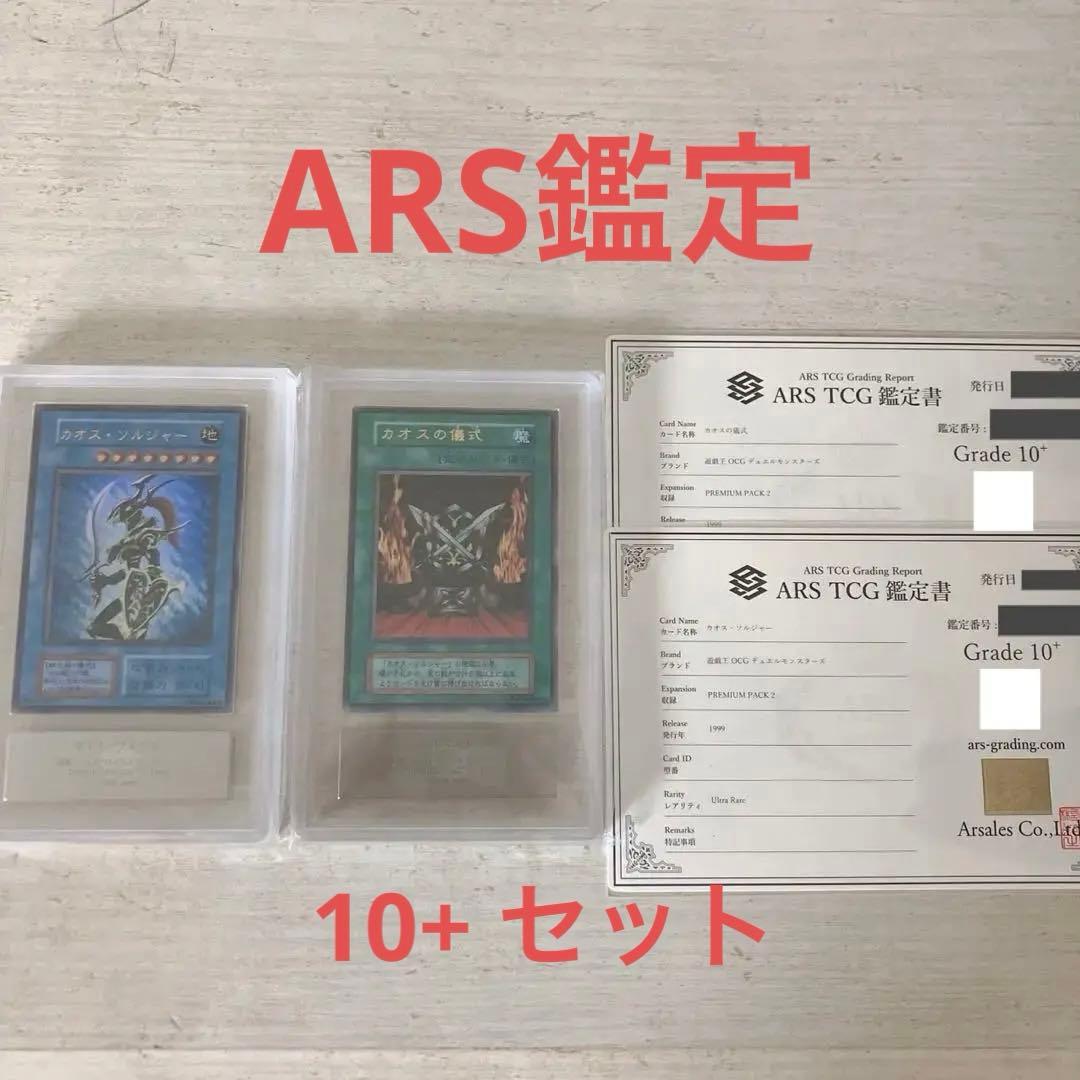 ARS鑑定
カオス・ソルジャー 地
カオスの儀式 魔
ARS TCG Grading Report
ARS TCG 鑑定書
発行日
鑑定番号:
Grade 10+
Card Name
カード名称 カオスの儀式
Brand
ブランド 遊戯王 OCG デュエルモンスターズ
Expansion
収録 PREMIUM PACK 2
Release 1999
ARS TCG Grading Report
ARS TCG 鑑定書
発行日
鑑定番号:
Grade 10+
Card Name
カード名称 カオス・ソルジャー
Brand
ブランド 遊戯王 OCG デュエルモンスターズ
Expansion
収録 PREMIUM PACK 2
Release
発行年 1999
Card ID
型番
Rarity
レアリティ Ultra Rare
Remarks
特記事項
ars-grading.com
Arsales Co.,Ltd
10+ セット